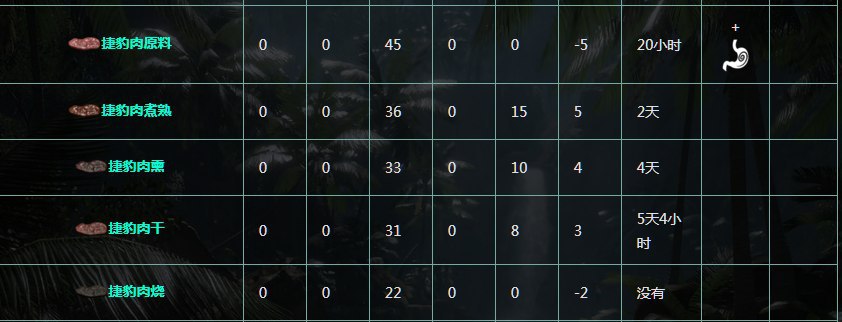 捷豹肉原料 0 0 45 0 0 -5 20小时 +
捷豹肉煮熟 0 0 36 0 15 5 2天
捷豹肉熏 0 0 33 0 10 4 4天
捷豹肉干 0 0 31 0 8 3 5天4小
时
捷豹肉烧 0 0 22 0 0 -2 没有